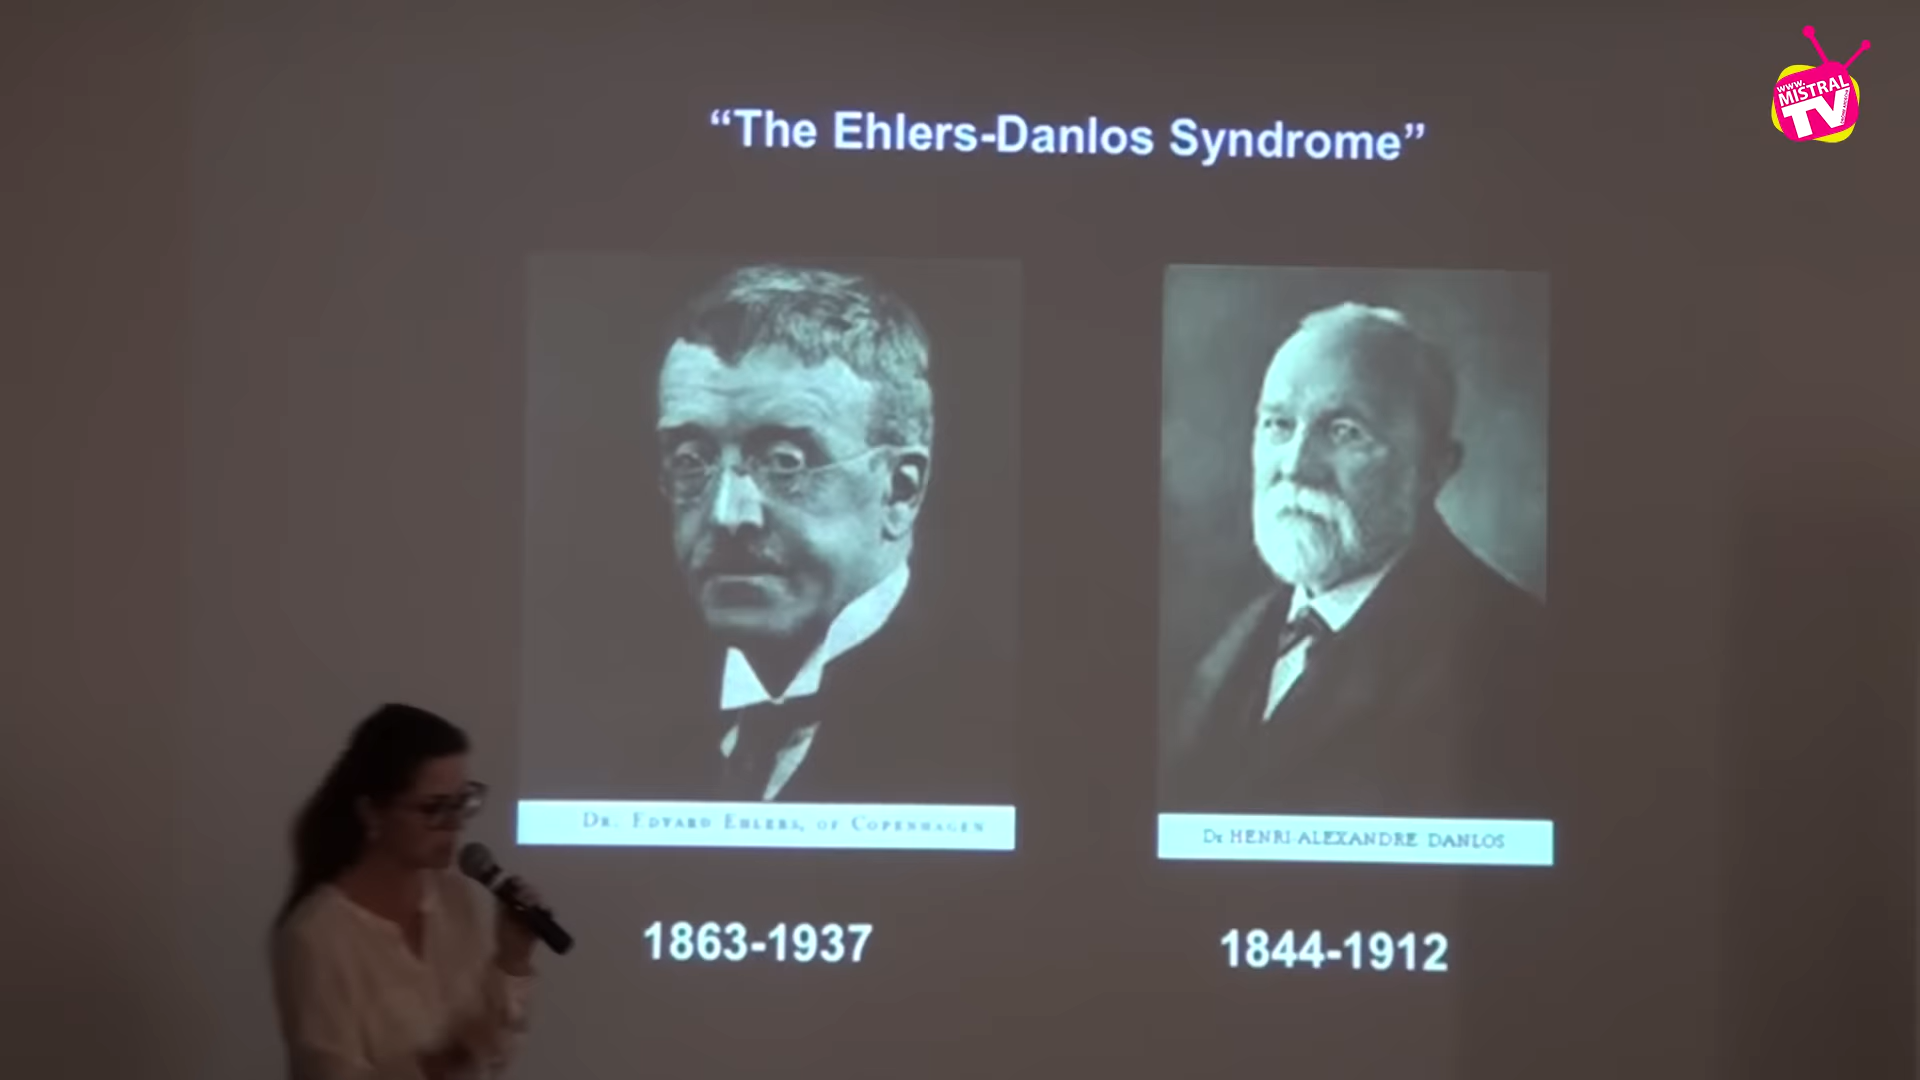 www.
MISTRAL
TV
“The Ehlers-Danlos Syndrome”
DR. EDVARD EHLERS, OF COPENHAGEN
Dr HENRI-ALEXANDRE DANLOS
1863-1937
1844-1912